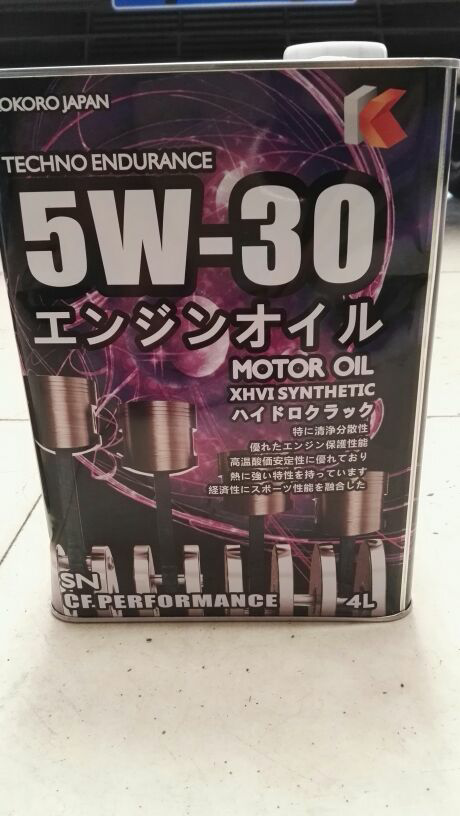 OKORO JAPAN
TECHNO ENDURANCE
5W-30
エンジンオイル
MOTOR OIL
XHVI SYNTHETIC
ハイドロクラック
特に清浄分散性
優れたエンジン保護性能
高温酸価安定性に優れており
熱に強い特性を持っています
経済性にスポーツ性能を融合した
SN
CF PERFORMANCE
4L